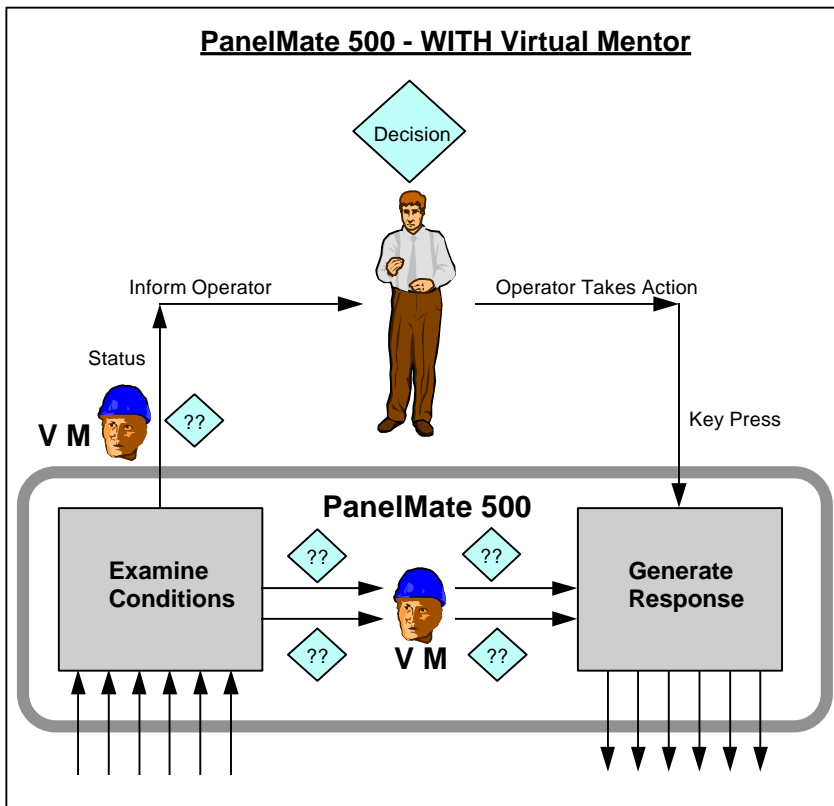 PanelMate 500 - WITH Virtual Mentor
Decision
Inform Operator
Operator Takes Action
Status
??
V M
Key Press
PanelMate 500
Examine
Conditions
??
??
Generate
Response
??
V M
??